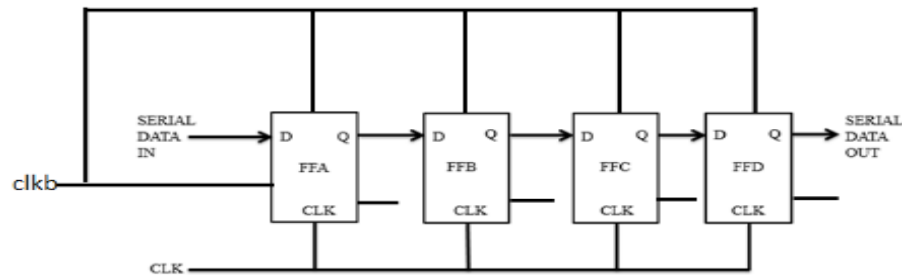 SERIAL
DATA
IN
D Q
FFA
CLK
D Q
FFB
CLK
D Q
FFC
CLK
D Q
FFD
CLK
SERIAL
DATA
OUT
clkb
CLK